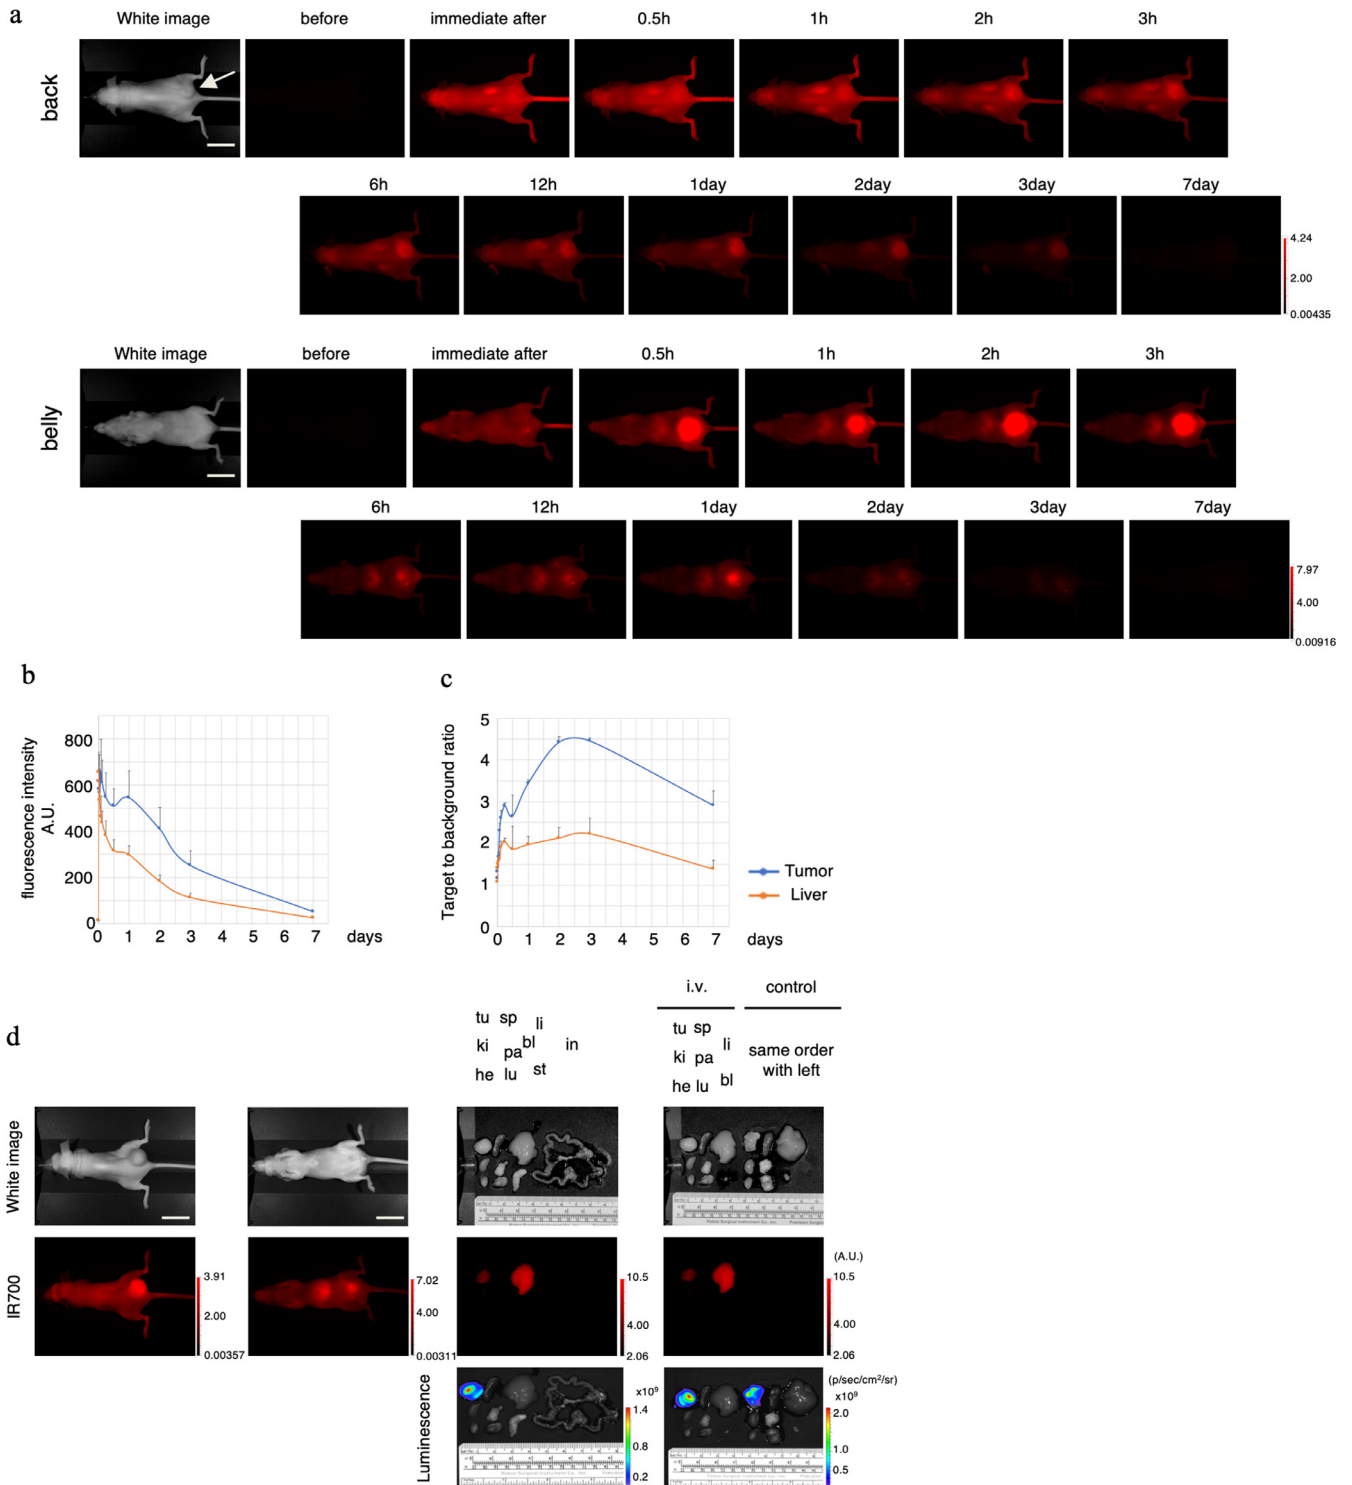 a
White image before immediate after 0.5h 1h 2h 3h
back
6h 12h 1day 2day 3day 7day
4.24
2.00
0.00435
White image before immediate after 0.5h 1h 2h 3h
belly
6h 12h 1day 2day 3day 7day
7.97
4.00
0.00916
b
fluorescence intensity
A.U.
800
600
400
200
0
0 1 2 3 4 5 6 7 days
c
Target to background ratio
5
4
3
2
1
0
0 1 2 3 4 5 6 7 days
Tumor
Liver
d
tu sp li
ki pa bl in
he lu st
i.v. control
tu sp li
ki pa
he lu bl
same order
with left
White image
IR700
3.91
2.00
0.00357
7.02
4.00
0.00311
10.5
4.00
2.06
(A.U.)
10.5
4.00
2.06
Luminescence
x10⁹
1.4
0.8
0.2
(p/sec/cm²/sr)
x10⁹
2.0
1.0
0.5